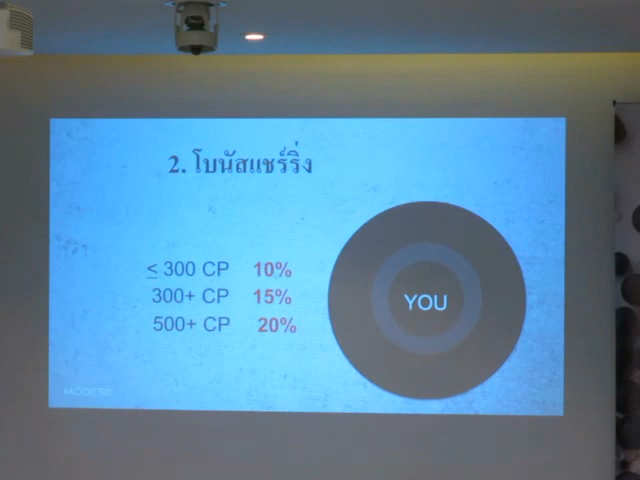 2. โบนัสแชร์ริ่ง
≤ 300 CP 10%
300+ CP 15%
500+ CP 20%
YOU
MODERE